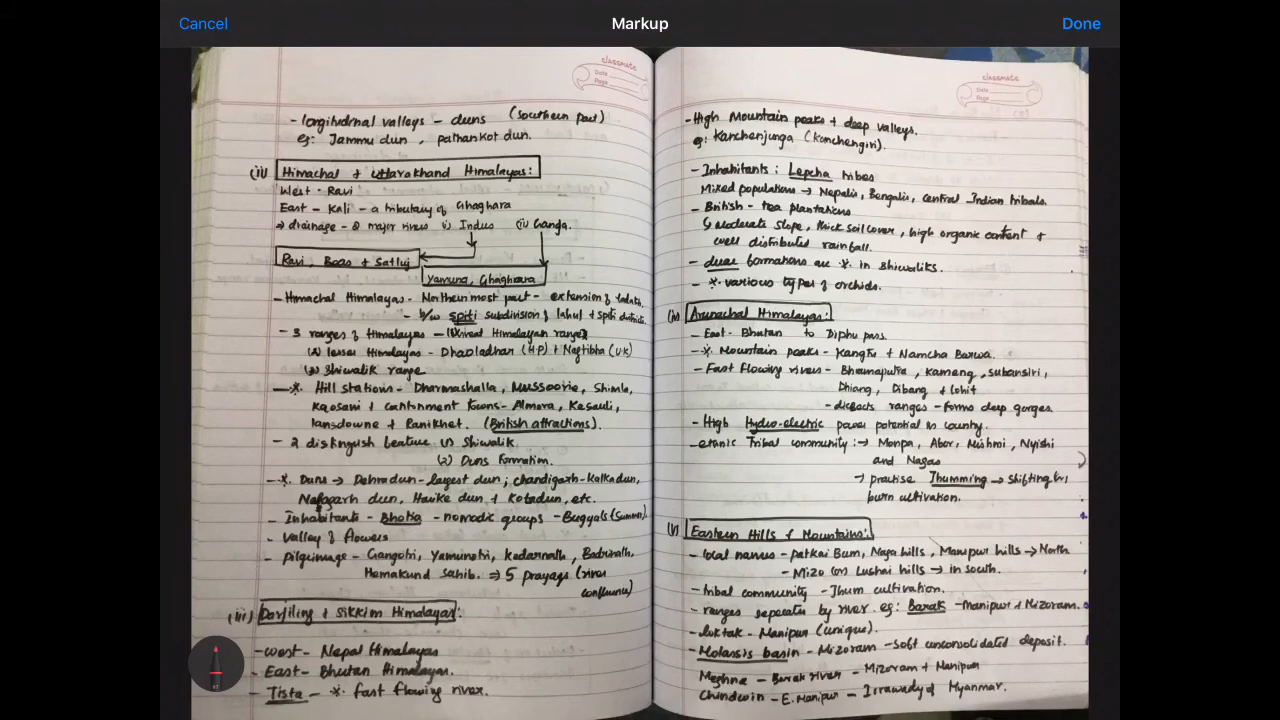 Cancel
Markup
Done
classmate
Date
Page
- longitudnal valleys - duns (southern part)
eg: Jammu dun, pathankot dun.
(ii) Himachal & Uttarakhand Himalayas:
West - Ravi
East - Kali - a tributary of Ghaghara
⇒ drainage - 2 major rivers (i) Indus (ii) Ganga.
Ravi, Beas & Satluj
Yamuna, Ghaghara
- Himachal Himalayas - Northernmost part - extension of ladakh.
- b/w spiti subdivision of lahul & spiti district.
- 3 ranges of Himalayas - (1) Great Himalayan range
(2) lesser Himalayas - Dhaoladhar (H.P) & Nagtibha (UK)
(3) Shiwalik range
- * Hill stations - Dharmashalla, Mussoorie, Shimla,
Kaosani & cantonment towns - Almora, Kasauli,
lansdowne & Ranikhet. (British attractions).
- 2 distinguish feature (1) Shiwalik.
(2) Duns Formation.
- * Duns → Dehradun - largest dun; chandigarh-Kalkadun,
Nalagarh dun, Harike dun & Kotadun, etc.
- Inhabitants - Bhotia - nomadic groups - Bugyals (Summer).
- Valley of flowers
- pilgrimage - Gangotri, Yamunotri, Kedarnath, Badrinath,
Hemakund sahib. ⇒ 5 prayags (river
confluence)
(iii) Darjiling & Sikkim Himalayas:
- West - Nepal Himalayas
- East - Bhutan Himalayas.
- Tista - * fast flowing river.
classmate
Date
Page
- High Mountain peaks & deep valleys.
eg: Kanchenjunga (Kanchengiri).
- Inhabitants: Lepcha tribes
Mixed populations → Nepalis, Bengalis, central Indian tribals.
- British - tea plantations
↳ moderate slope, thick soil cover, high organic content &
well distributed rainfall.
- duar formations are * in Shiwaliks.
- * various types of orchids.
(iv) Arunachal Himalayas:
- East - Bhutan to Diphu pass.
- * Mountain peaks - Kangtu & Namcha Barwa.
- Fast flowing rivers - Bhramaputra, Kameng, subansiri,
Dhiang, Dibang & Lohit
- disects ranges - forms deep gorges.
- High Hydro-electric power potential in country.
- ethnic Tribal community: → Monpa, Abor, Mishmi, Nyishi
and Nagas
→ practise Jhumming → shifting
burn cultivation.
(v) Eastern Hills & Mountains:
- local names - patkai Bum, Naga hills, Manipur hills → North
- Mizo (or) Lushai hills → in south.
- tribal community - Jhum cultivation.
- ranges seperates by river eg: Barak - Manipur & Mizoram.
- loktak - Manipur (unique).
- Molassis basin - Mizoram - soft unconsolidated deposit.
Meghna - Barak river - Mizoram & Manipur
Chindwin - E. Manipur - Irrawady of Myanmar.